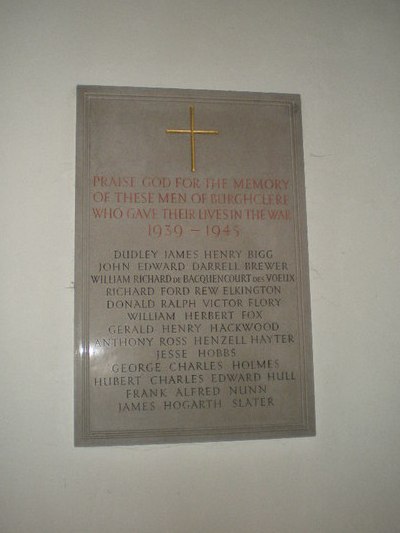 PRAISE GOD FOR THE MEMORY
OF THESE MEN OF BURGHCLERE
WHO GAVE THEIR LIVES IN THE WAR
1939 – 1945
DUDLEY JAMES HENRY BIGG
JOHN EDWARD DARRELL BREWER
WILLIAM RICHARD DE BACQUENCOURT DES VOEUX
RICHARD FORD REW ELKINGTON
DONALD RALPH VICTOR FLORY
WILLIAM HERBERT FOX
GERALD HENRY HACKWOOD
ANTHONY ROSS HENZELL HAYTER
JESSE HOBBS
GEORGE CHARLES HOLMES
HUBERT CHARLES EDWARD HULL
FRANK ALFRED NUNN
JAMES HOGARTH SLATER